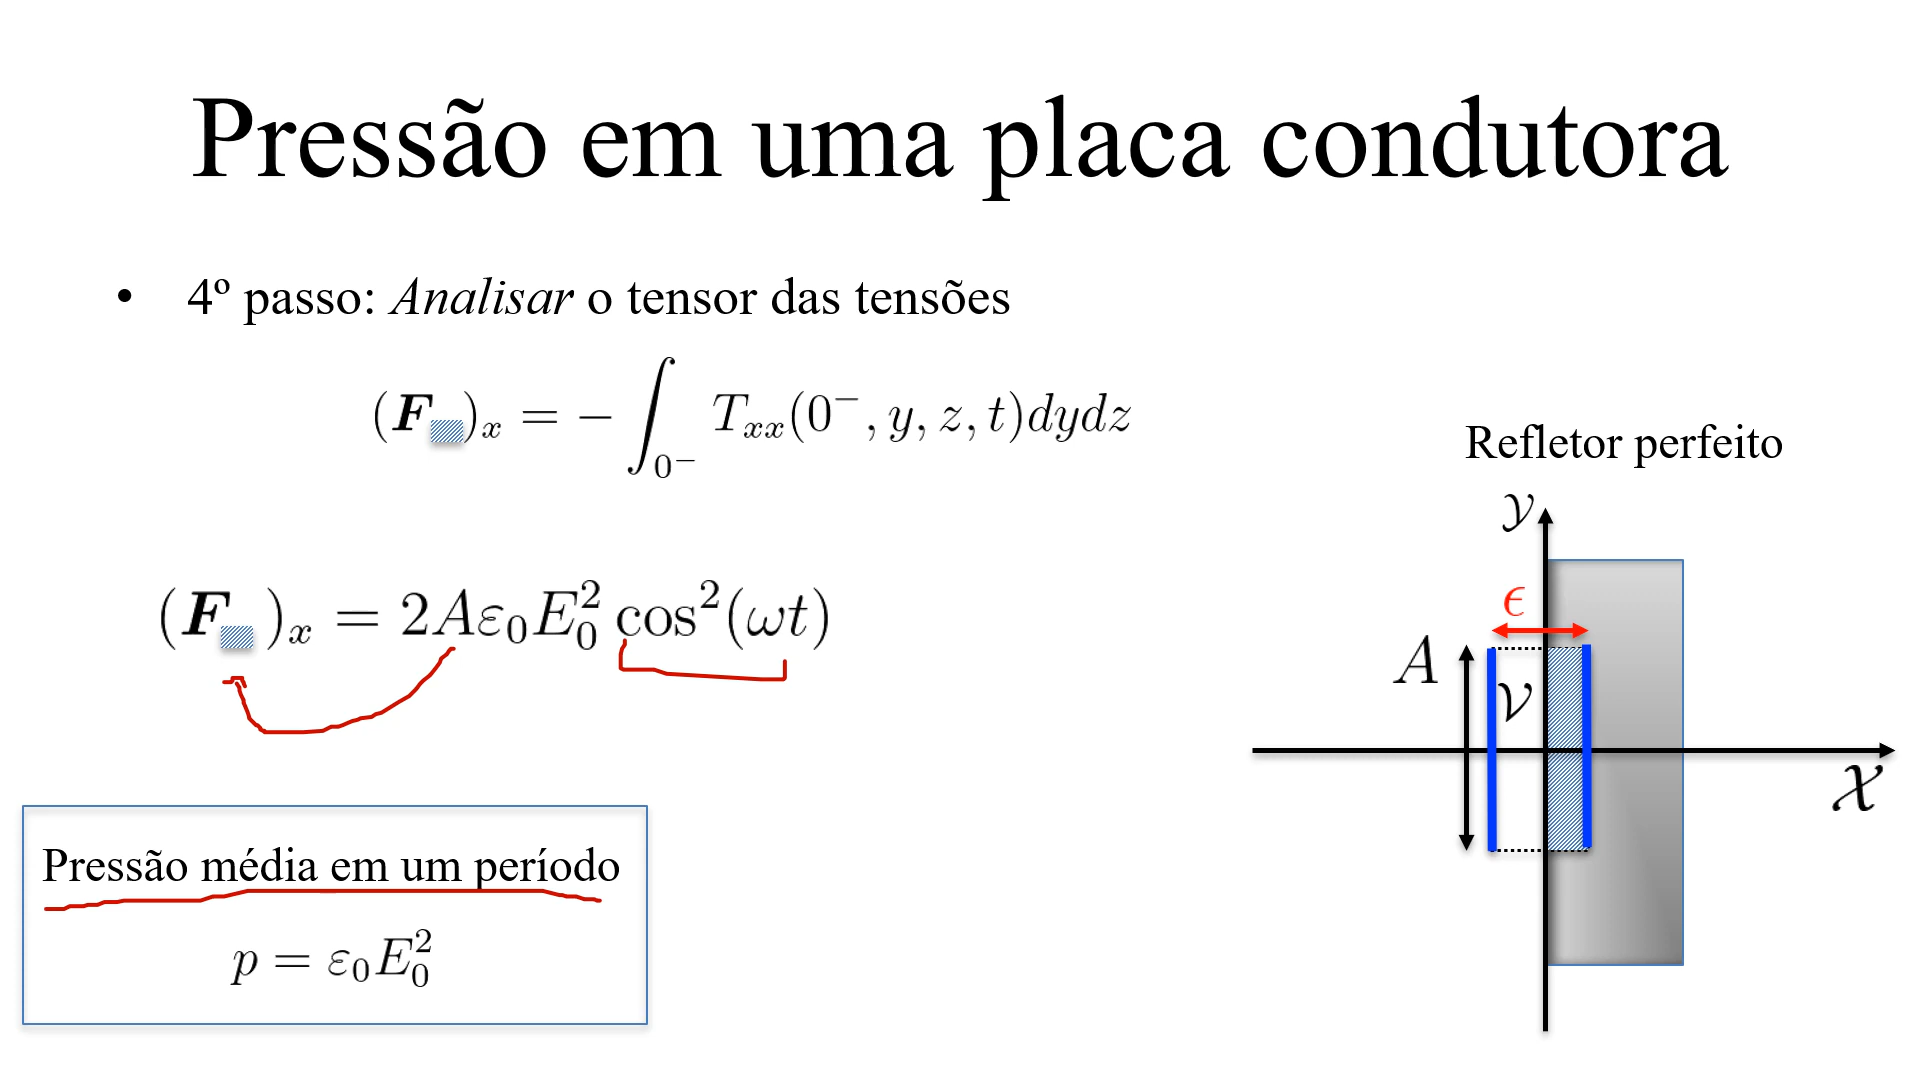 Pressão em uma placa condutora
• 4º passo: Analisar o tensor das tensões
(F )ₓ = − ∫₀₋ Tₓₓ(0⁻, y, z, t)dydz
Refletor perfeito
(F )ₓ = 2Aε₀E₀² cos²(ωt)
𝒴
ϵ
A
𝒱
𝒳
Pressão média em um período
p = ε₀E₀²